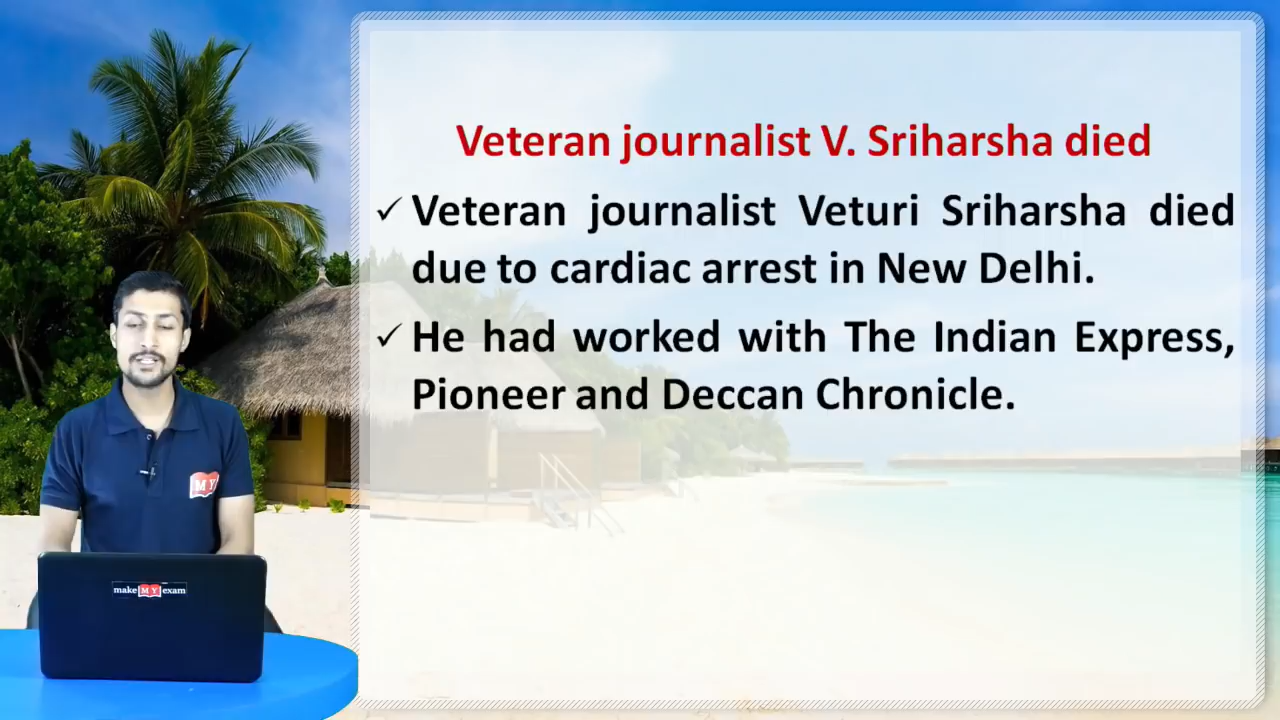 Veteran journalist V. Sriharsha died
✓ Veteran journalist Veturi Sriharsha died
due to cardiac arrest in New Delhi.
✓ He had worked with The Indian Express,
Pioneer and Deccan Chronicle.
MY
make MY exam